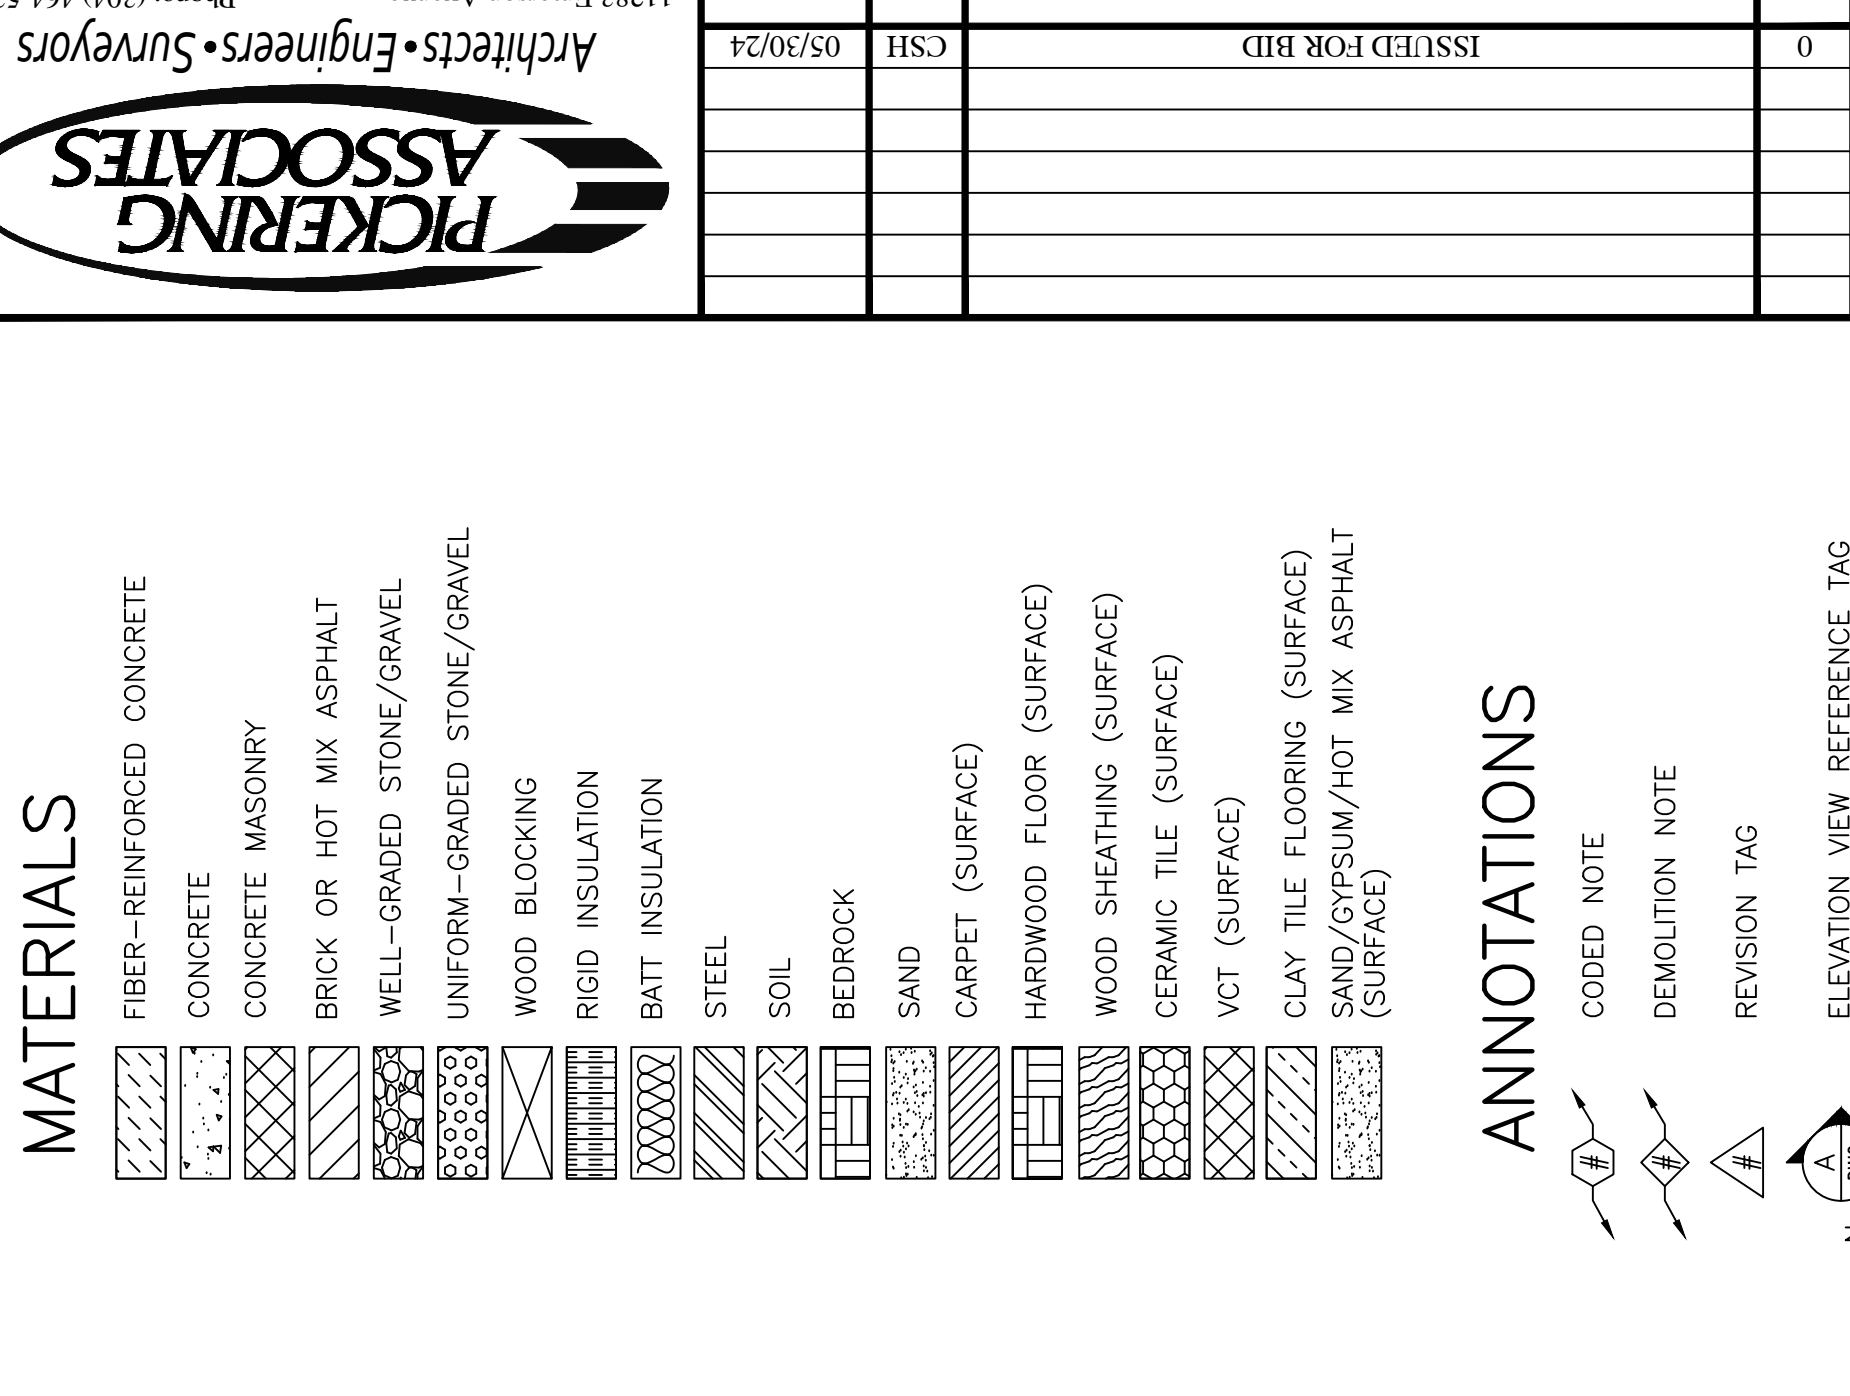 PICKERING
ASSOCIATES
Architects•Engineers•Surveyors
0 ISSUED FOR BID CSH 05/30/24
MATERIALS
FIBER-REINFORCED CONCRETE
CONCRETE
CONCRETE MASONRY
BRICK OR HOT MIX ASPHALT
WELL-GRADED STONE/GRAVEL
UNIFORM-GRADED STONE/GRAVEL
WOOD BLOCKING
RIGID INSULATION
BATT INSULATION
STEEL
SOIL
BEDROCK
SAND
CARPET (SURFACE)
HARDWOOD FLOOR (SURFACE)
WOOD SHEATHING (SURFACE)
CERAMIC TILE (SURFACE)
VCT (SURFACE)
CLAY TILE FLOORING (SURFACE)
SAND/GYPSUM/HOT MIX ASPHALT
(SURFACE)
ANNOTATIONS
# CODED NOTE
# DEMOLITION NOTE
# REVISION TAG
A ELEVATION VIEW REFERENCE TAG